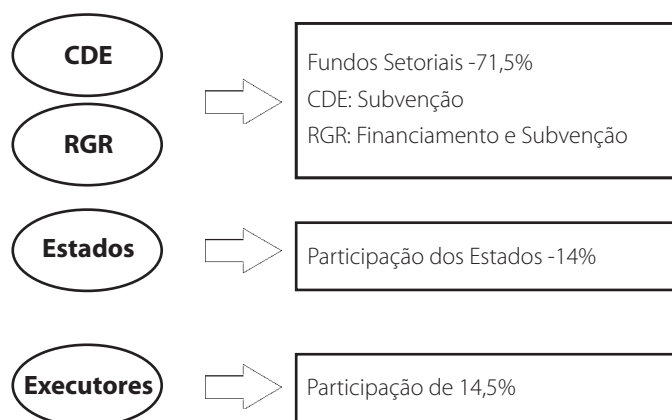 CDE
RGR
Fundos Setoriais -71,5%
CDE: Subvenção
RGR: Financiamento e Subvenção
Estados
Participação dos Estados -14%
Executores
Participação de 14,5%